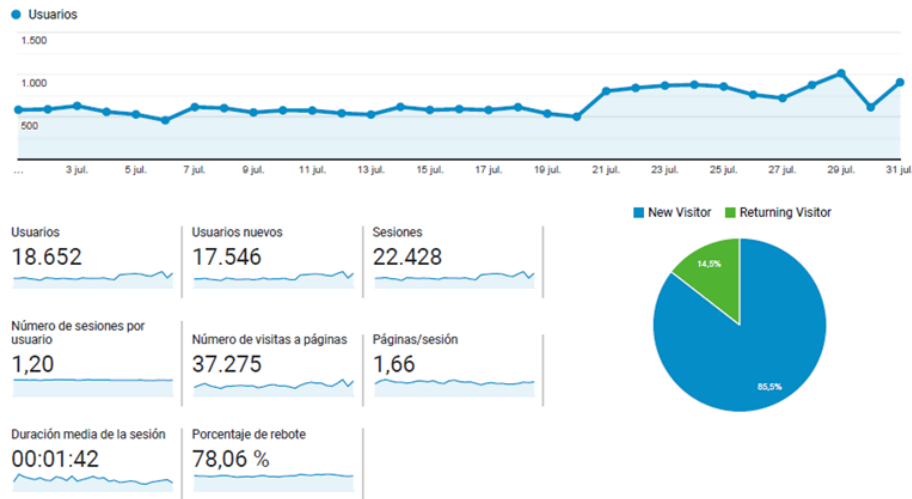 Usuarios
1.500
1.000
500
... 3 jul. 5 jul. 7 jul. 9 jul. 11 jul. 13 jul. 15 jul. 17 jul. 19 jul. 21 jul. 23 jul. 25 jul. 27 jul. 29 jul. 31 jul.
New Visitor Returning Visitor
Usuarios
18.652
Usuarios nuevos
17.546
Sesiones
22.428
Número de sesiones por
usuario
1,20
Número de visitas a páginas
37.275
Páginas/sesión
1,66
Duración media de la sesión
00:01:42
Porcentaje de rebote
78,06 %
14,5%
85,5%